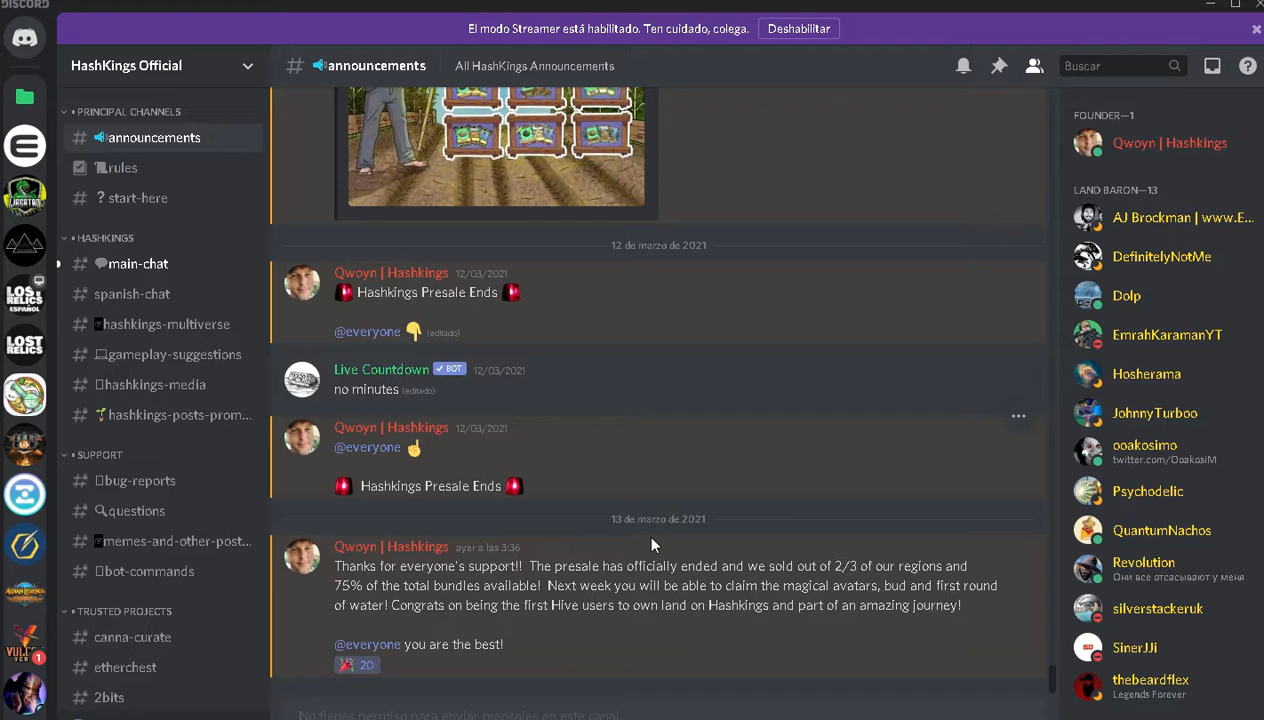 DISCORD
El modo Streamer está habilitado. Ten cuidado, colega.
Deshabilitar
HashKings Official
announcements
All HashKings Announcements
Buscar
PRINCIPAL CHANNELS
announcements
rules
? start-here
HASHKINGS
main-chat
spanish-chat
hashkings-multiverse
gameplay-suggestions
hashkings-media
hashkings-posts-prom...
SUPPORT
bug-reports
questions
memes-and-other-post...
bot-commands
TRUSTED PROJECTS
canna-curate
etherchest
2bits
LOST RELICS ESPAÑOL
LOST RELICS
1
12 de marzo de 2021
Qwoyn | Hashkings 12/03/2021
Hashkings Presale Ends
@everyone (editado)
Live Countdown BOT 12/03/2021
no minutes (editado)
Qwoyn | Hashkings 12/03/2021
@everyone
Hashkings Presale Ends
13 de marzo de 2021
Qwoyn | Hashkings ayer a las 3:36
Thanks for everyone's support!! The presale has officially ended and we sold out of 2/3 of our regions and
75% of the total bundles available! Next week you will be able to claim the magical avatars, bud and first round
of water! Congrats on being the first Hive users to own land on Hashkings and part of an amazing journey!
@everyone you are the best!
20
No tienes permiso para enviar mensajes en este canal.
FOUNDER—1
Qwoyn | Hashkings
LAND BARON—13
AJ Brockman | www.E...
DefinitelyNotMe
Dolp
EmrahKaramanYT
Hosherama
JohnnyTurboo
ooakosimo
twitter.com/OoakosiM
Psychodelic
QuantumNachos
Revolution
Они все отсасывают у меня
silverstackeruk
SinerJJi
thebeardflex
Legends Forever